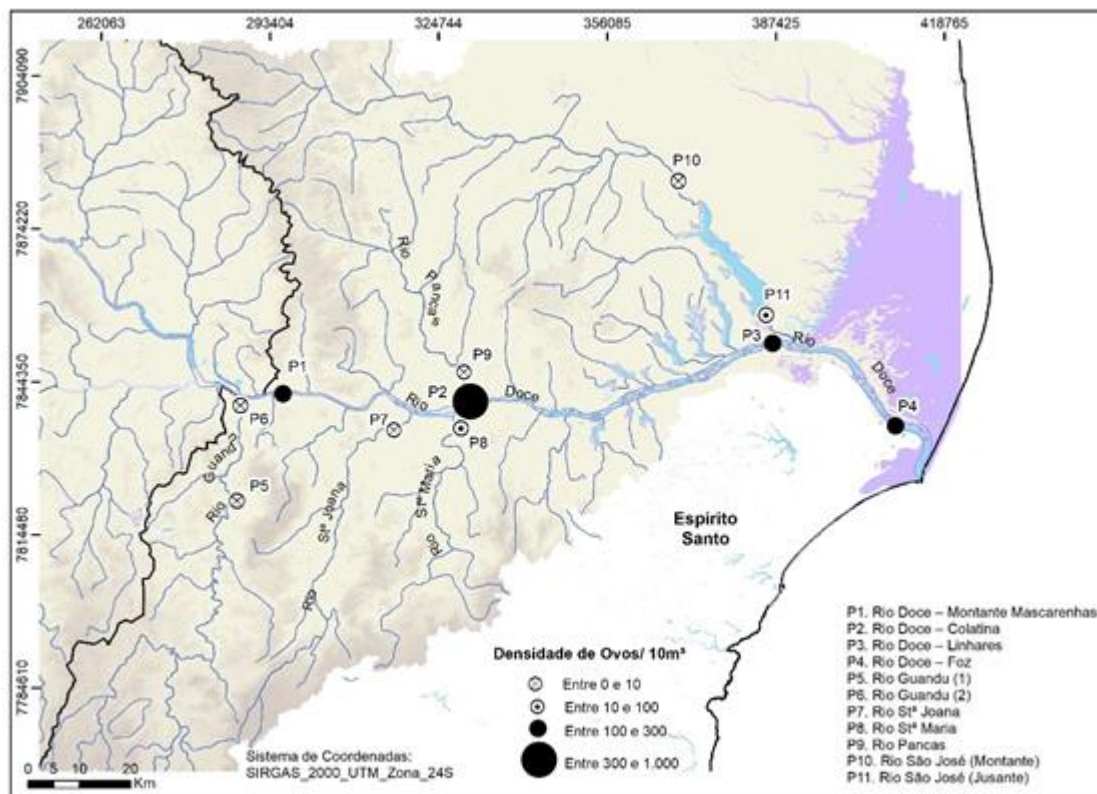 262063 293404 324744 356085 387425 418765
7904090
7874220
7844350
7814480
7784610
P10
Rio
Pancas
P11
P3
Rio
Doce
P9
P1
P2
Doce
Rio
P4
P6
P7
P8
Guandu
Rio
P5
Stª Joana
Rio
Stª Maria
Rio
Espirito
Santo
Densidade de Ovos/ 10m³
Entre 0 e 10
Entre 10 e 100
Entre 100 e 300
Entre 300 e 1.000
P1. Rio Doce – Montante Mascarenhas
P2. Rio Doce – Colatina
P3. Rio Doce – Linhares
P4. Rio Doce – Foz
P5. Rio Guandu (1)
P6. Rio Guandu (2)
P7. Rio Stª Joana
P8. Rio Stª Maria
P9. Rio Pancas
P10. Rio São José (Montante)
P11. Rio São José (Jusante)
Sistema de Coordenadas:
SIRGAS_2000_UTM_Zona_24S
0 5 10 20
Km